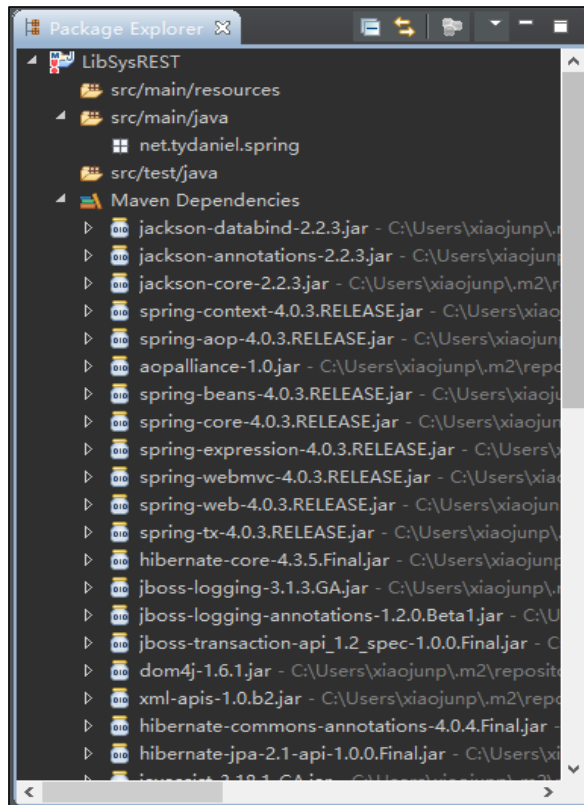 Package Explorer
LibSysREST
src/main/resources
src/main/java
net.tydaniel.spring
src/test/java
Maven Dependencies
jackson-databind-2.2.3.jar - C:\Users\xiaojunp\.r
jackson-annotations-2.2.3.jar - C:\Users\xiaojunp
jackson-core-2.2.3.jar - C:\Users\xiaojunp\.m2\r
spring-context-4.0.3.RELEASE.jar - C:\Users\xiaoj
spring-aop-4.0.3.RELEASE.jar - C:\Users\xiaojun
aopalliance-1.0.jar - C:\Users\xiaojunp\.m2\repo
spring-beans-4.0.3.RELEASE.jar - C:\Users\xiaoju
spring-core-4.0.3.RELEASE.jar - C:\Users\xiaojun
spring-expression-4.0.3.RELEASE.jar - C:\Users\x
spring-webmvc-4.0.3.RELEASE.jar - C:\Users\xiao
spring-web-4.0.3.RELEASE.jar - C:\Users\xiaojun
spring-tx-4.0.3.RELEASE.jar - C:\Users\xiaojunp\.
hibernate-core-4.3.5.Final.jar - C:\Users\xiaojunp
jboss-logging-3.1.3.GA.jar - C:\Users\xiaojunp\.r
jboss-logging-annotations-1.2.0.Beta1.jar - C:\U
jboss-transaction-api_1.2_spec-1.0.0.Final.jar - C
dom4j-1.6.1.jar - C:\Users\xiaojunp\.m2\reposito
xml-apis-1.0.b2.jar - C:\Users\xiaojunp\.m2\repo
hibernate-commons-annotations-4.0.4.Final.jar -
hibernate-jpa-2.1-api-1.0.0.Final.jar - C:\Users\xi